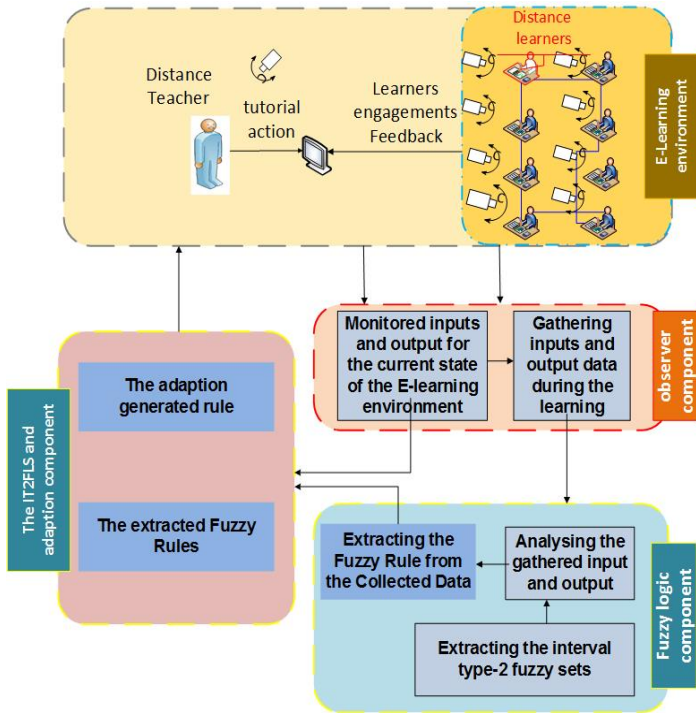 Distance
learners
Distance
Teacher
tutorial
action
Learners
engagements
Feedback
E-Learning
environment
Monitored inputs
and output for
the current state
of the E-learning
environment
Gathering
inputs and
output data
during the
learning
observer
component
The adaption
generated rule
The extracted Fuzzy
Rules
The IT2FLS and
adaption component
Extracting the
Fuzzy Rule from
the Collected Data
Analysing the
gathered input
and output
Extracting the interval
type-2 fuzzy sets
Fuzzy logic
component